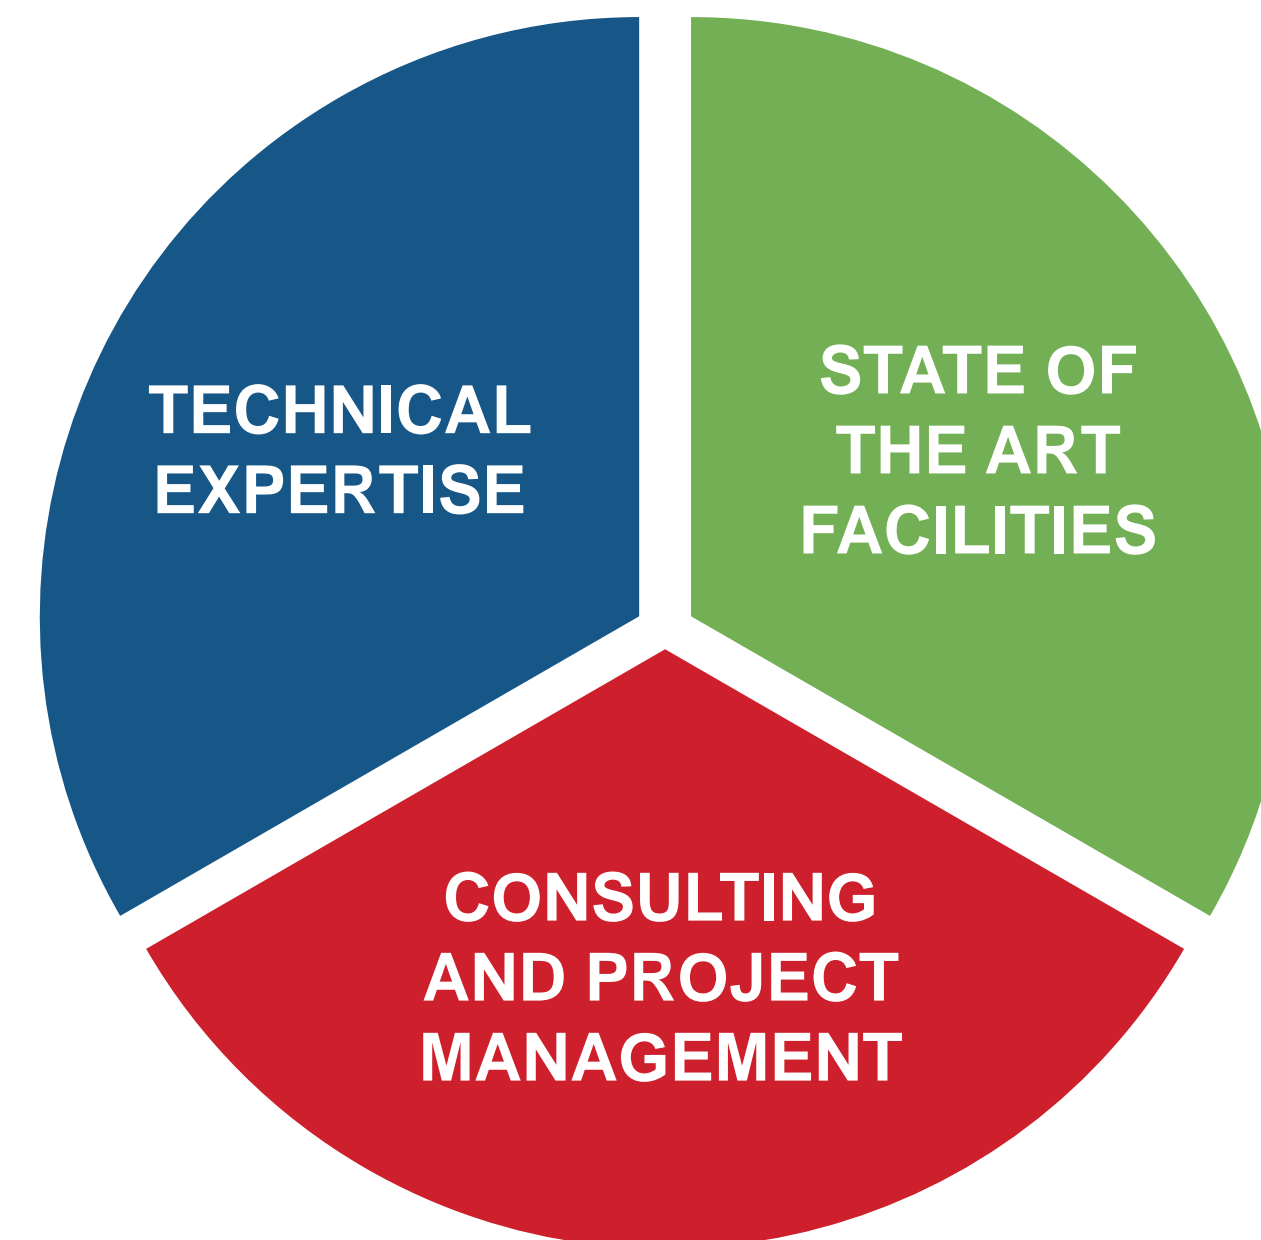 TECHNICAL
EXPERTISE
STATE OF
THE ART
FACILITIES
CONSULTING
AND PROJECT
MANAGEMENT